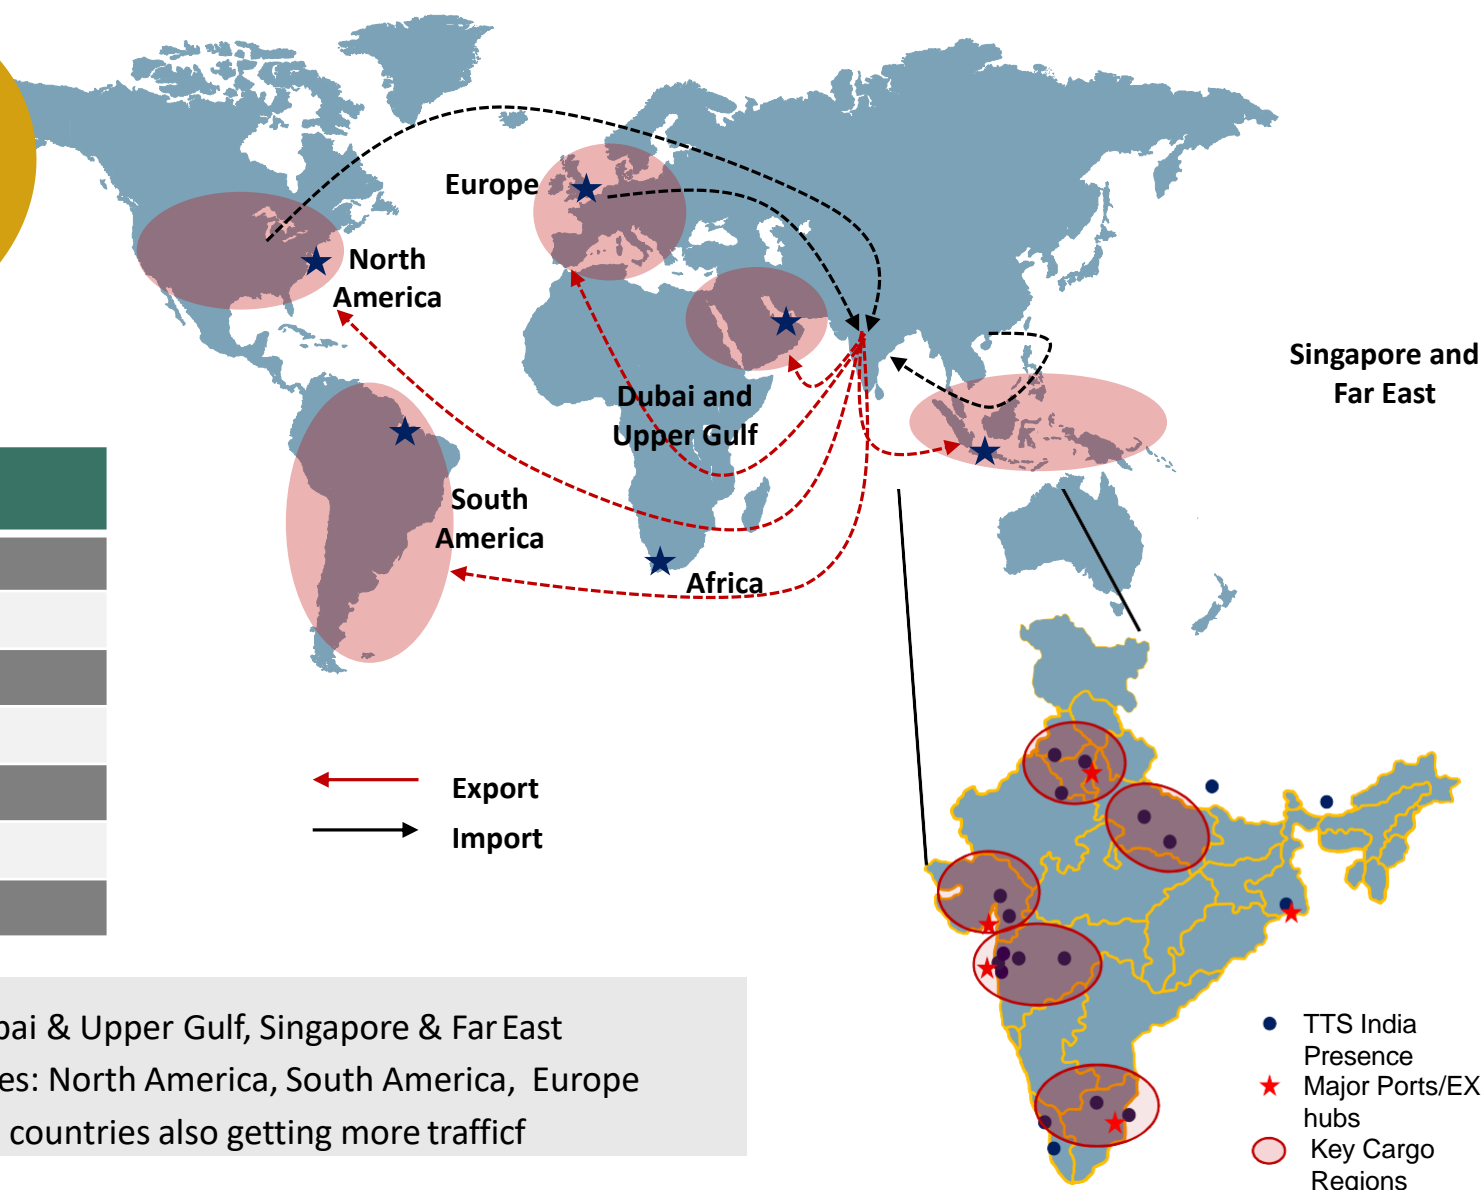 Europe
North
America
Singapore and
Far East
Dubai and
Upper Gulf
South
America
Africa
Export
Import
& Upper Gulf, Singapore & Far East
North America, South America, Europe
countries also getting more trafficf
TTS India
Presence
Major Ports/EX
hubs
Key Cargo
Regions